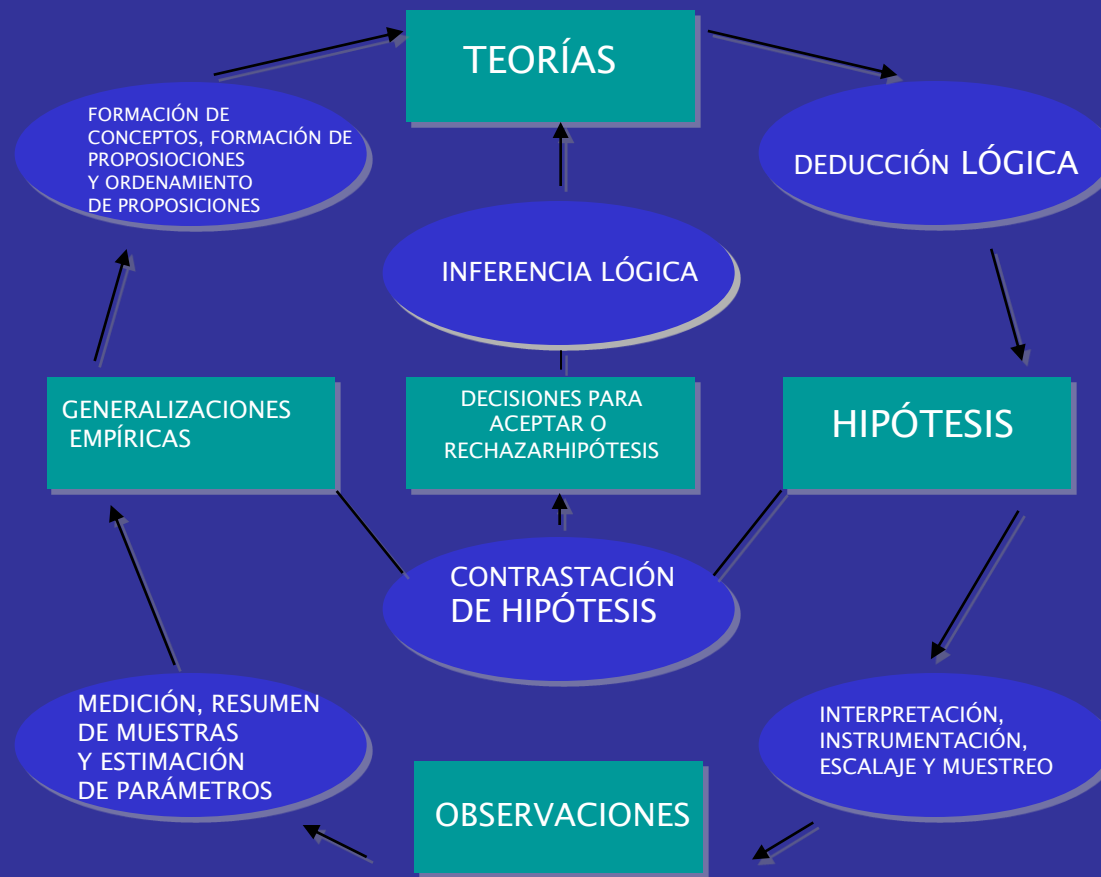 TEORÍAS
FORMACIÓN DE
CONCEPTOS, FORMACIÓN DE
PROPOSIOCIONES
Y ORDENAMIENTO
DE PROPOSICIONES
DEDUCCIÓN LÓGICA
INFERENCIA LÓGICA
GENERALIZACIONES
EMPÍRICAS
DECISIONES PARA
ACEPTAR O
RECHAZARHIPÓTESIS
HIPÓTESIS
CONTRASTACIÓN
DE HIPÓTESIS
MEDICIÓN, RESUMEN
DE MUESTRAS
Y ESTIMACIÓN
DE PARÁMETROS
INTERPRETACIÓN,
INSTRUMENTACIÓN,
ESCALAJE Y MUESTREO
OBSERVACIONES